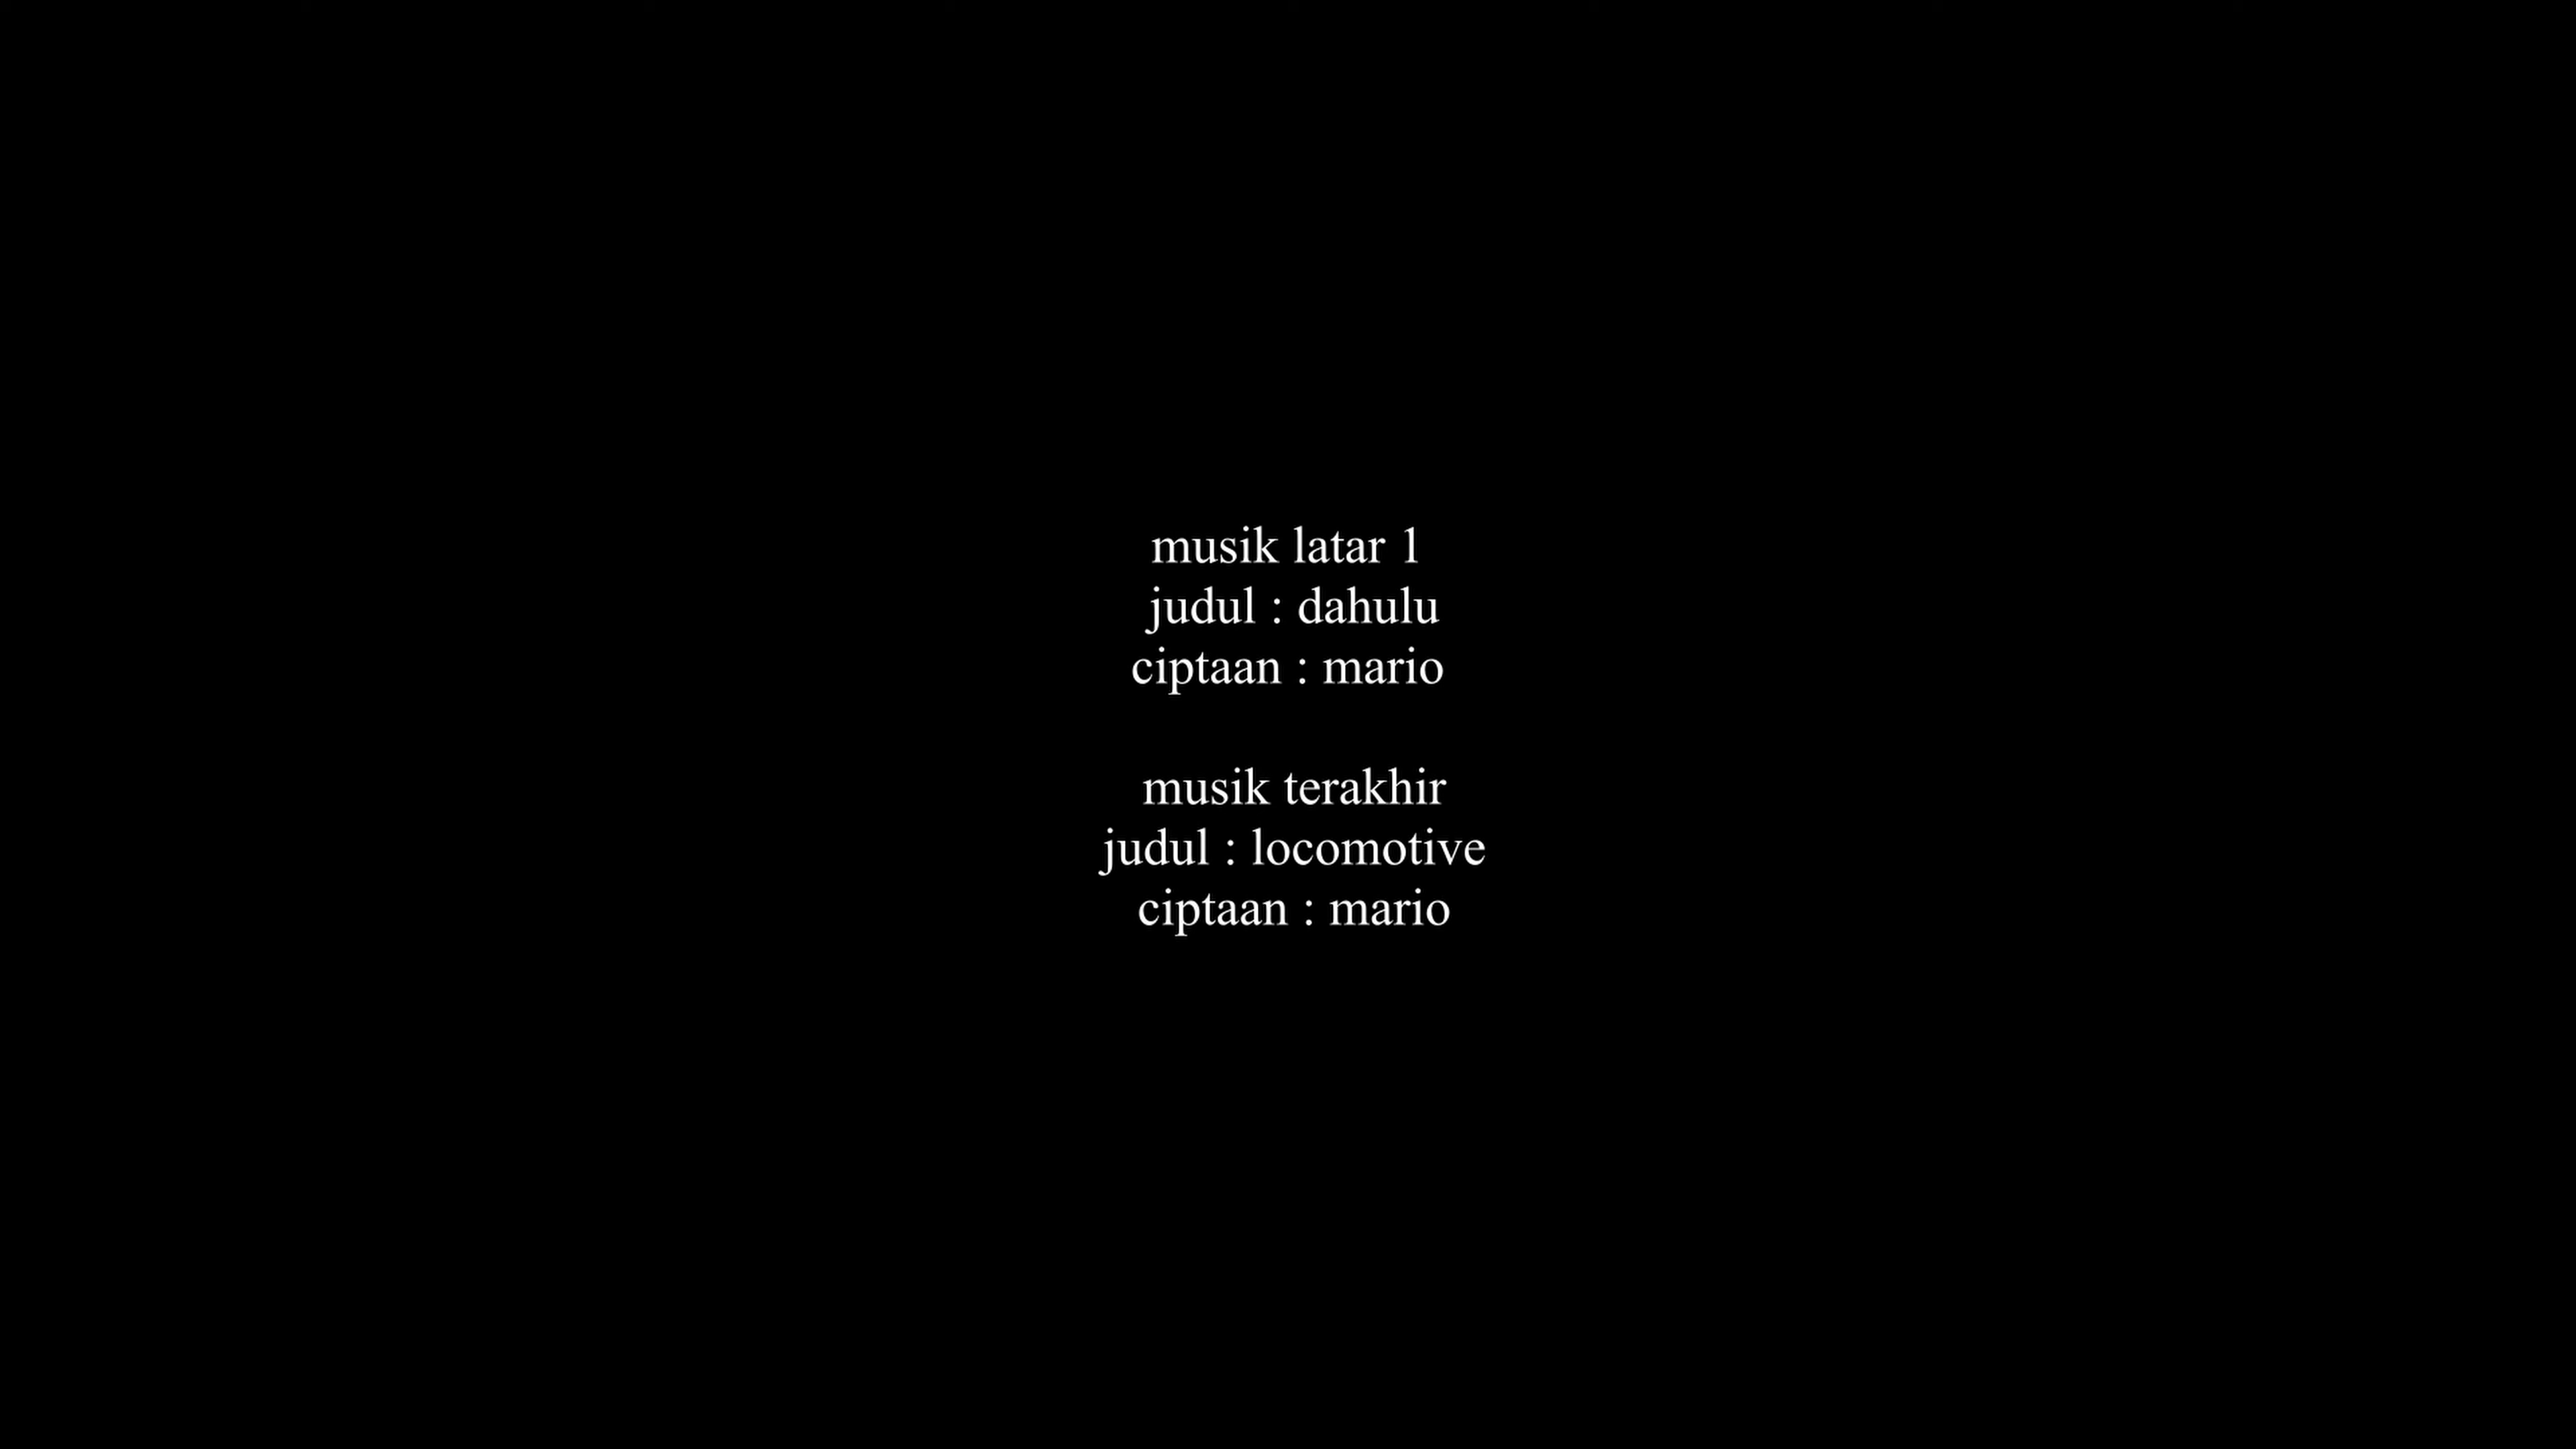 musik latar 1
judul : dahulu
ciptaan : mario
musik terakhir
judul : locomotive
ciptaan : mario